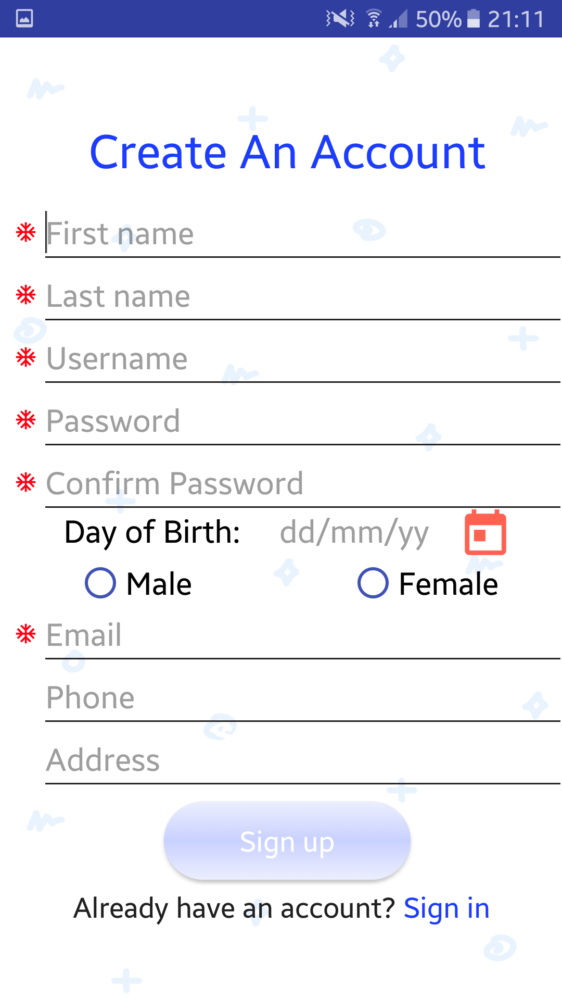 50% 21:11
Create An Account
First name
Last name
Username
Password
Confirm Password
Day of Birth: dd/mm/yy
Male Female
Email
Phone
Address
Sign up
Already have an account? Sign in